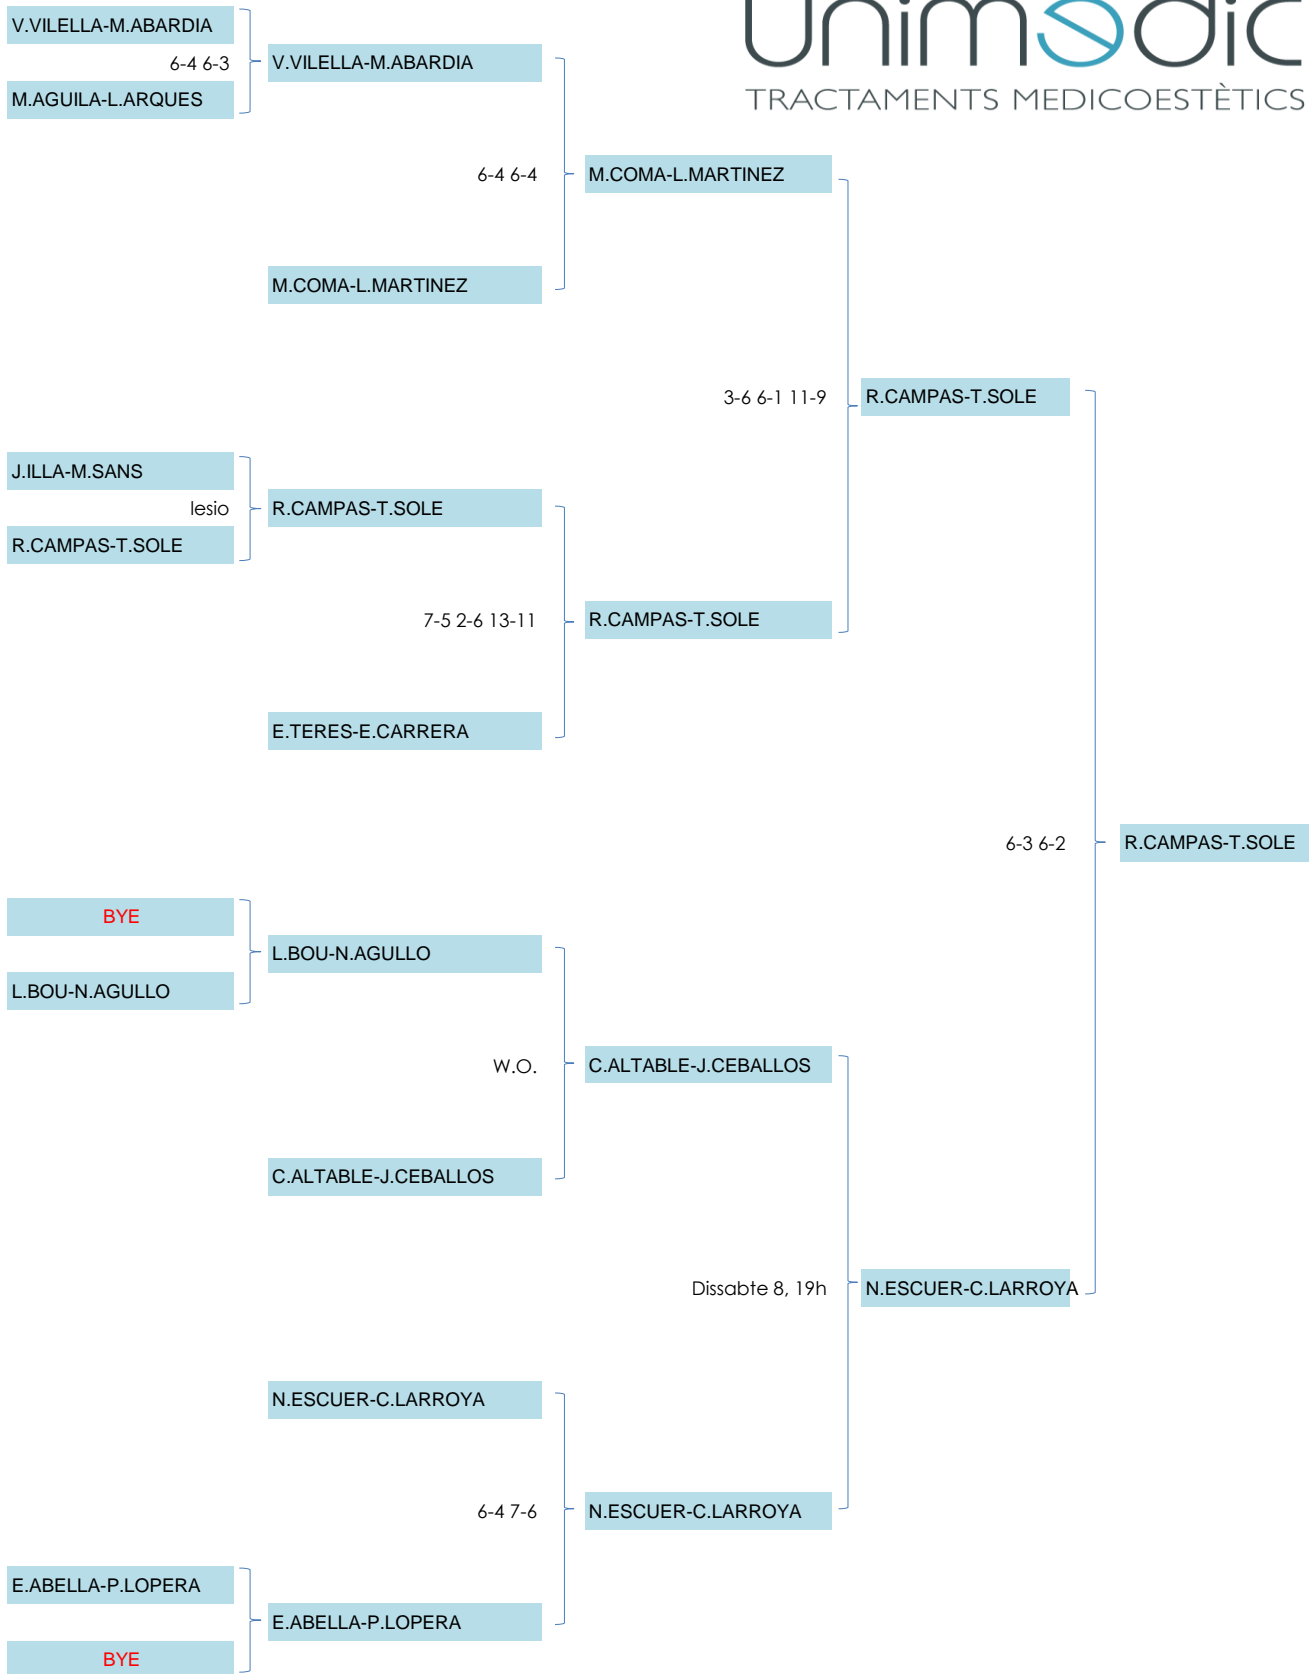 Unimedic
TRACTAMENTS MEDICOESTÈTICS
V.VILELLA-M.ABARDIA
6-4 6-3
V.VILELLA-M.ABARDIA
M.AGUILA-L.ARQUES
6-4 6-4
M.COMA-L.MARTINEZ
M.COMA-L.MARTINEZ
3-6 6-1 11-9
R.CAMPAS-T.SOLE
J.ILLA-M.SANS
lesio
R.CAMPAS-T.SOLE
R.CAMPAS-T.SOLE
7-5 2-6 13-11
R.CAMPAS-T.SOLE
E.TERES-E.CARRERA
6-3 6-2
R.CAMPAS-T.SOLE
BYE
L.BOU-N.AGULLO
L.BOU-N.AGULLO
W.O.
C.ALTABLE-J.CEBALLOS
C.ALTABLE-J.CEBALLOS
Dissabte 8, 19h
N.ESCUER-C.LARROYA
N.ESCUER-C.LARROYA
6-4 7-6
N.ESCUER-C.LARROYA
E.ABELLA-P.LOPERA
E.ABELLA-P.LOPERA
BYE